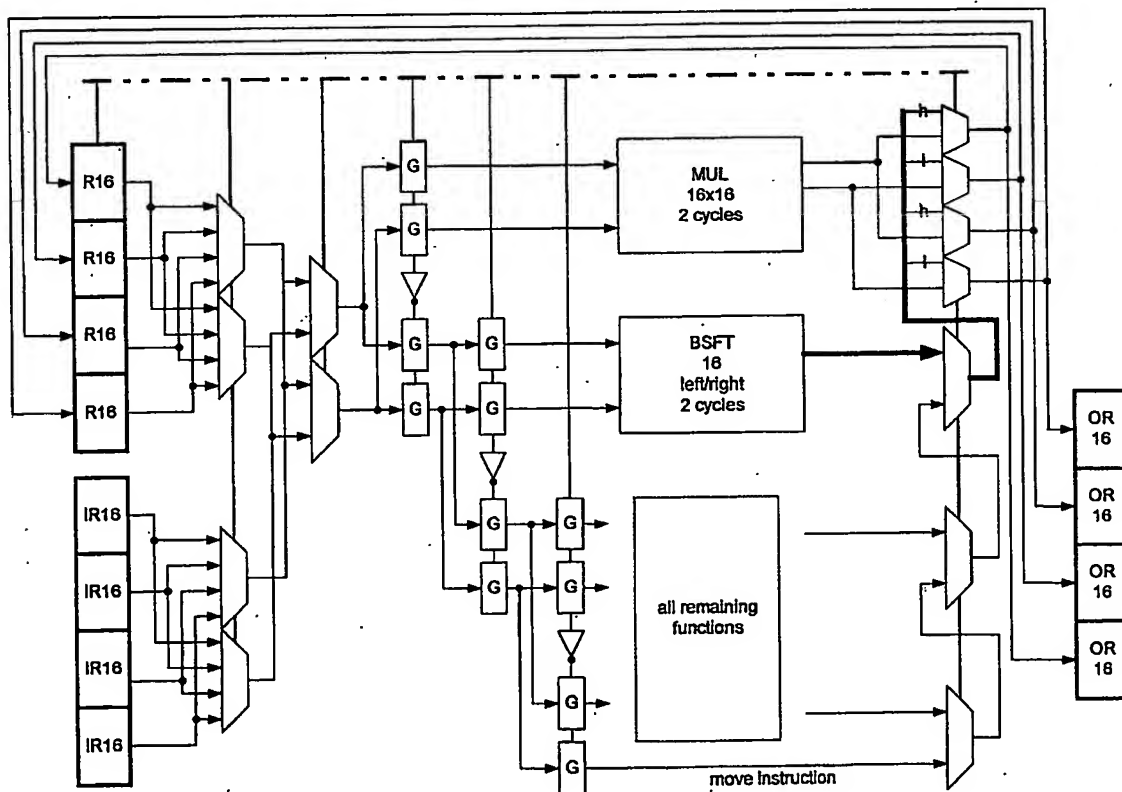 R16
R16
R16
R16
IR16
IR16
IR16
IR16
G
G
G
G
G
G
G
G
G
G
G
G
MUL
16x16
2 cycles
BSFT
16
left/right
2 cycles
all remaining
functions
move instruction
h
l
h
l
OR
16
OR
16
OR
16
OR
16